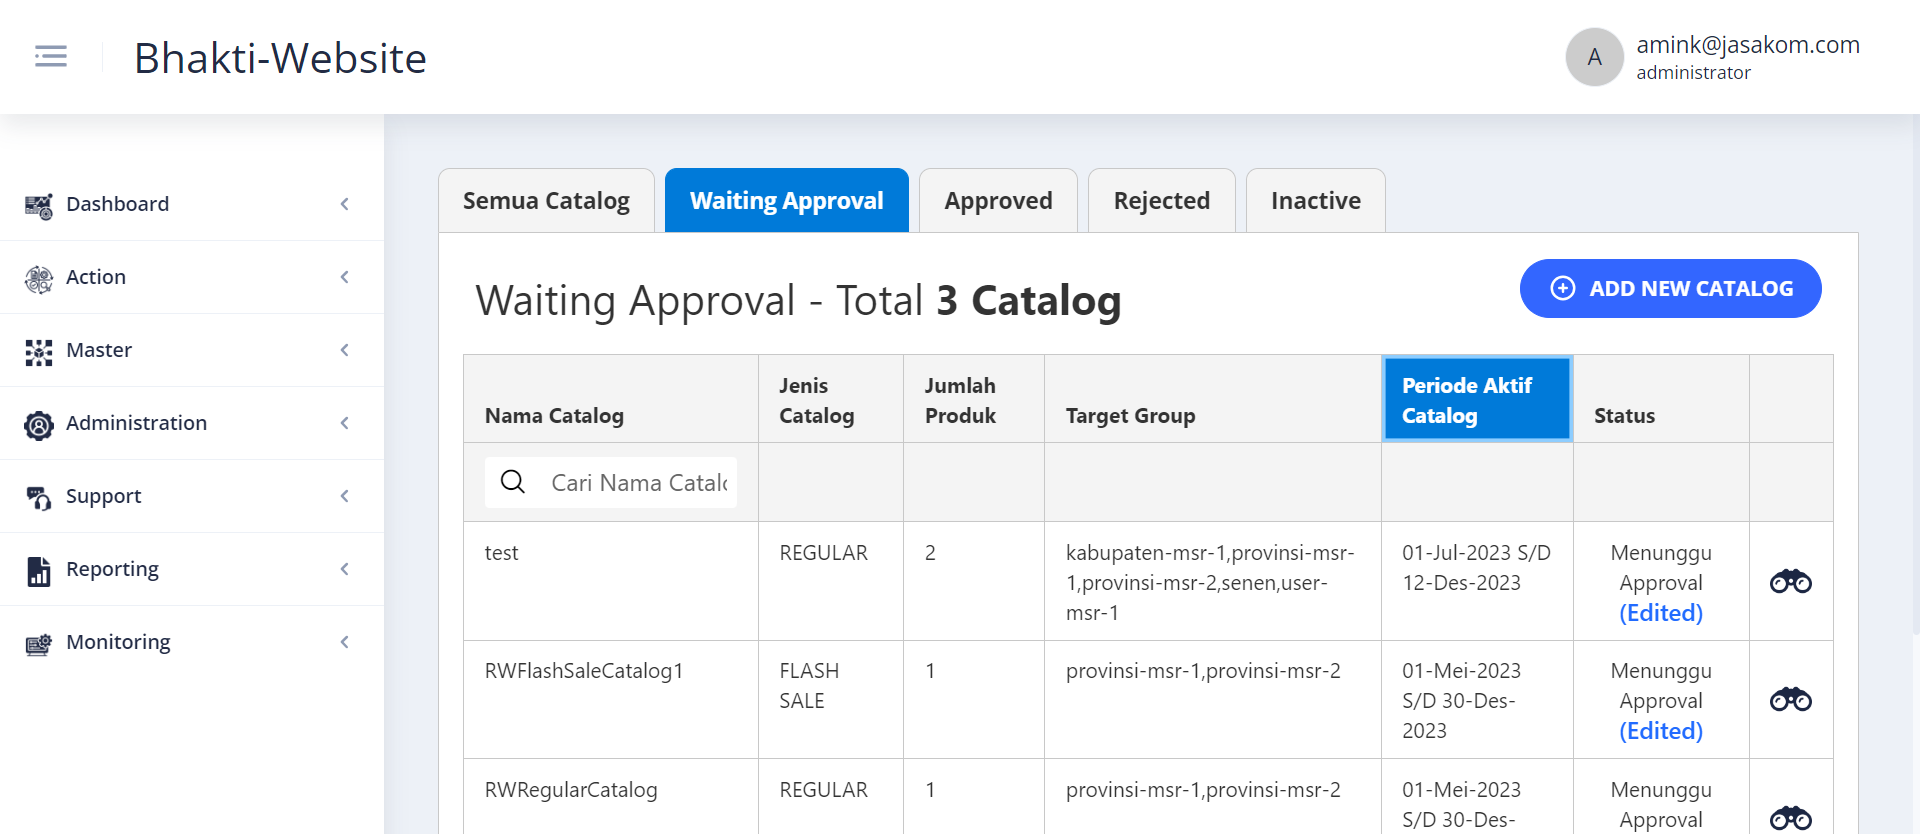 Bhakti-Website
A
amink@jasakom.com
administrator
Dashboard
Action
Master
Administration
Support
Reporting
Monitoring
Semua Catalog
Waiting Approval
Approved
Rejected
Inactive
Waiting Approval - Total 3 Catalog
ADD NEW CATALOG
Nama Catalog
Jenis
Catalog
Jumlah
Produk
Target Group
Periode Aktif
Catalog
Status
Cari Nama
test
REGULAR
2
kabupaten-msr-1,provinsi-msr-
1,provinsi-msr-2,senen,user-
msr-1
01-Jul-2023 S/D
12-Des-2023
Menunggu
Approval
(Edited)
RWFlashSaleCatalog1
FLASH
SALE
1
provinsi-msr-1,provinsi-msr-2
01-Mei-2023
S/D 30-Des-
2023
Menunggu
Approval
(Edited)
RWRegularCatalog
REGULAR
1
provinsi-msr-1,provinsi-msr-2
01-Mei-2023
S/D 30-Des-
Menunggu
Approval